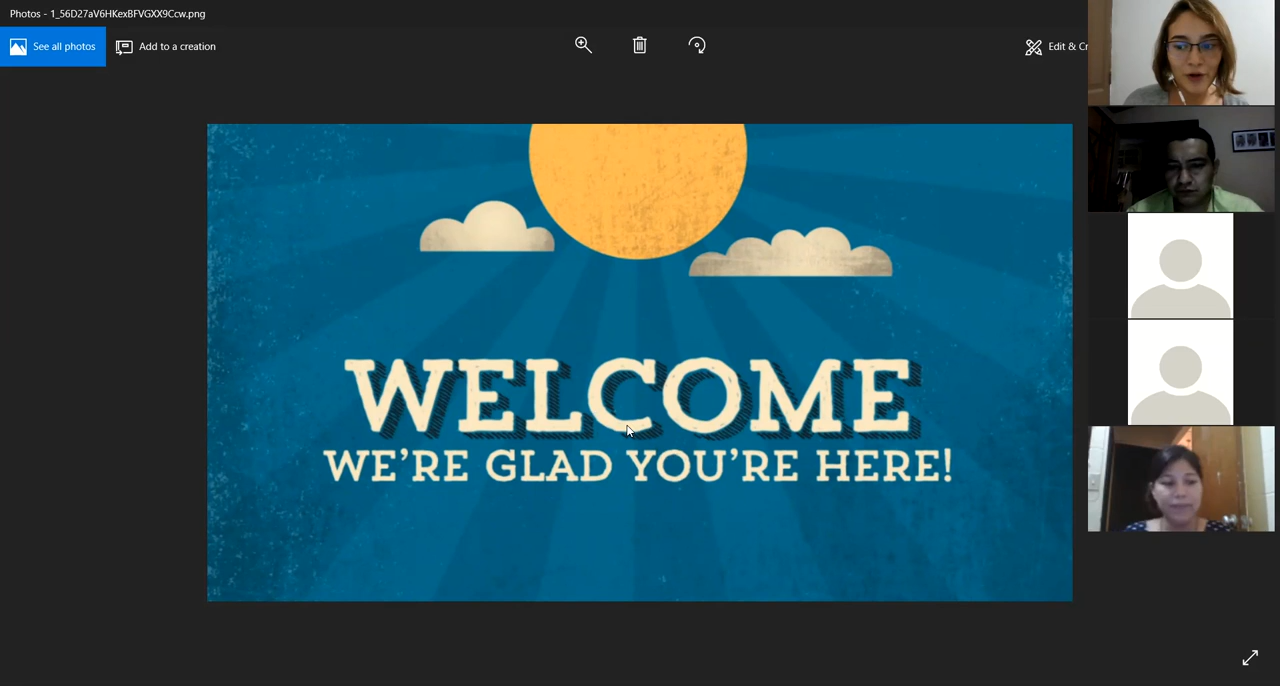 Photos - 1_56D27aV6HKexBFVGXX9Ccw.png
See all photos
Add to a creation
Edit & Cr
WELCOME
WE'RE GLAD YOU'RE HERE!